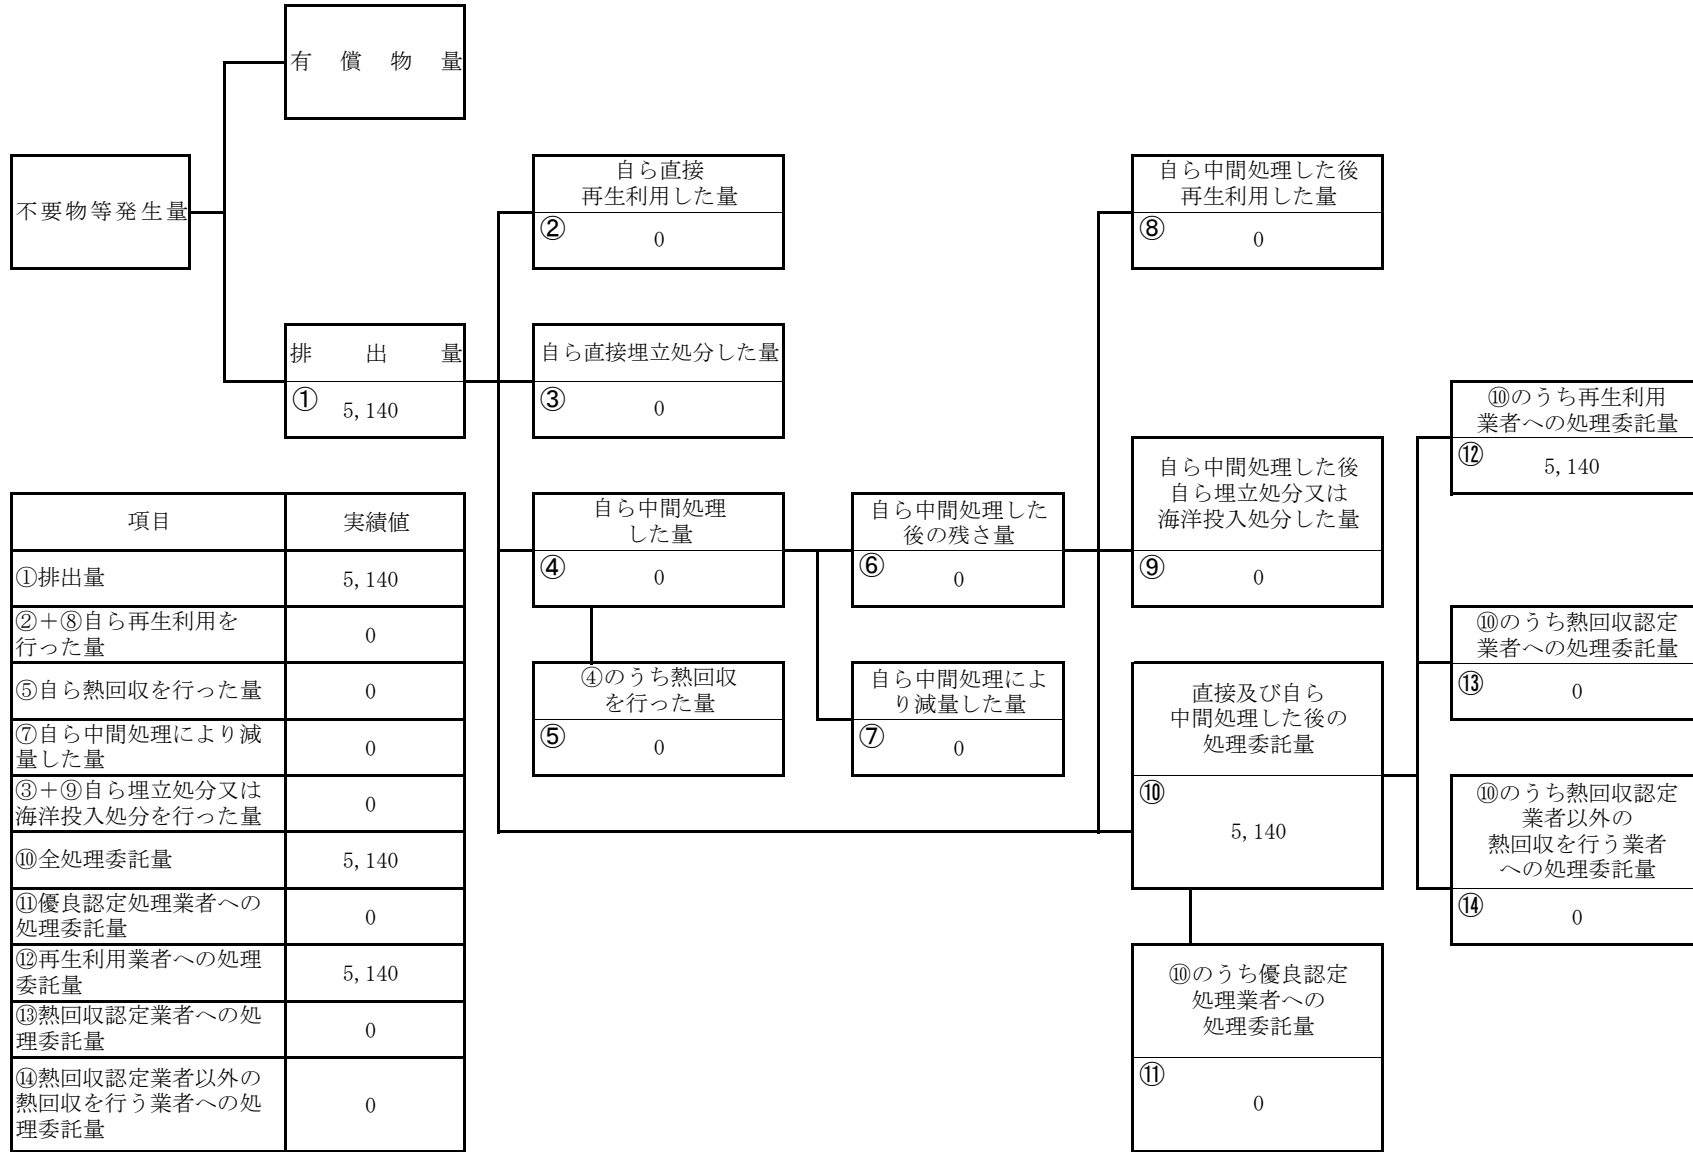 有償物量
不要物等発生量
自ら直接
再生利用した量
②
0
自ら中間処理した後
再生利用した量
⑧
0
排出量
①
5,140
自ら直接埋立処分した量
③
0
⑩のうち再生利用
業者への処理委託量
⑫
5,140
自ら中間処理した後
自ら埋立処分又は
海洋投入処分した量
⑨
0
自ら中間処理
した量
④
0
自ら中間処理した
後の残さ量
⑥
0
⑩のうち熱回収認定
業者への処理委託量
⑬
0
④のうち熱回収
を行った量
⑤
0
自ら中間処理によ
り減量した量
⑦
0
直接及び自ら
中間処理した後の
処理委託量
⑩
5,140
⑩のうち熱回収認定
業者以外の
熱回収を行う業者
への処理委託量
⑭
0
⑩のうち優良認定
処理業者への
処理委託量
⑪
0
項目 実績値
①排出量 5,140
②＋⑧自ら再生利用を
行った量
0
⑤自ら熱回収を行った量 0
⑦自ら中間処理により減
量した量
0
③＋⑨自ら埋立処分又は
海洋投入処分を行った量
0
⑩全処理委託量 5,140
⑪優良認定処理業者への
処理委託量
0
⑫再生利用業者への処理
委託量
5,140
⑬熱回収認定業者への処
理委託量
0
⑭熱回収認定業者以外の
熱回収を行う業者への処
理委託量
0